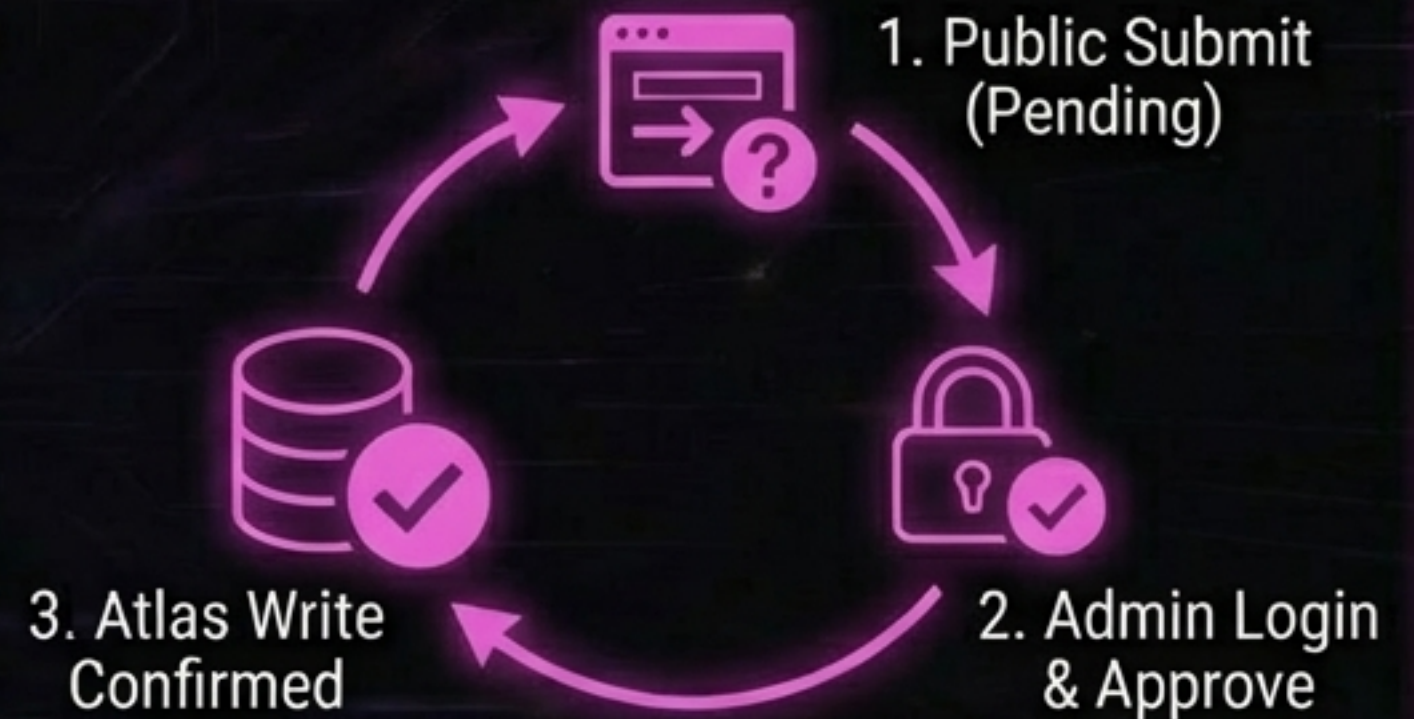 1. Public Submit
(Pending)
2. Admin Login
& Approve
3. Atlas Write
Confirmed